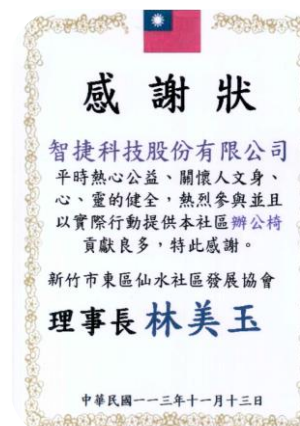 感謝狀
智捷科技股份有限公司
平時熱心公益、關懷人文身、
心、靈的健全，熱烈參與並且
以實際行動提供本社區辦公椅
貢獻良多，特此感謝。
新竹市東區仙水社區發展協會
理事長 林美玉
中華民國一一三年十一月十三日